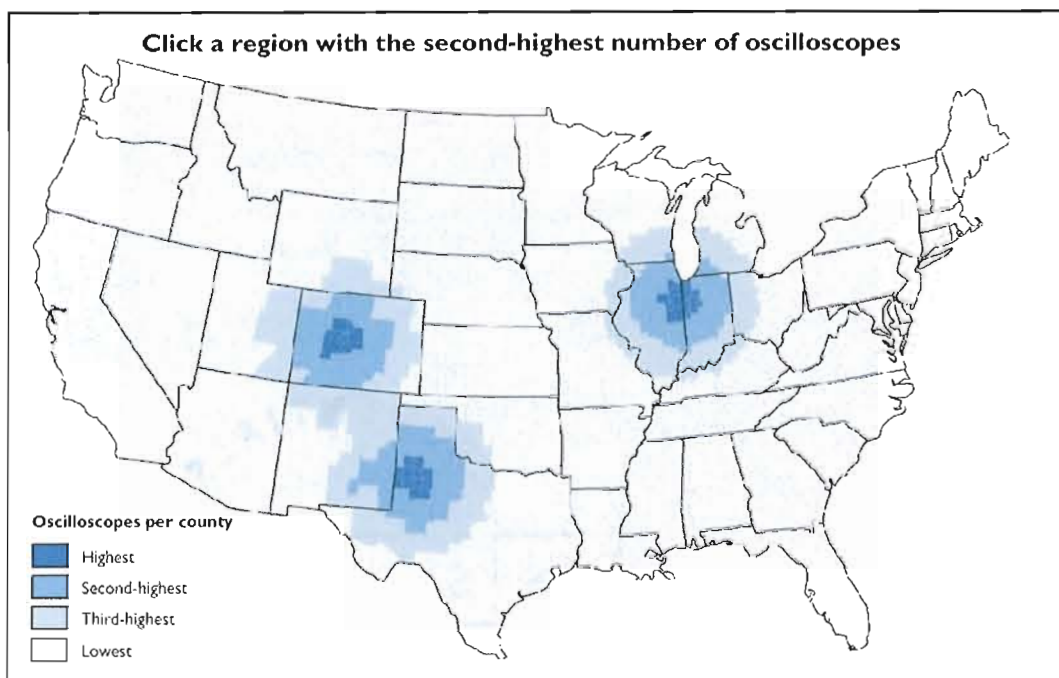 Click a region with the second-highest number of oscilloscopes
Oscilloscopes per county
Highest
Second-highest
Third-highest
Lowest